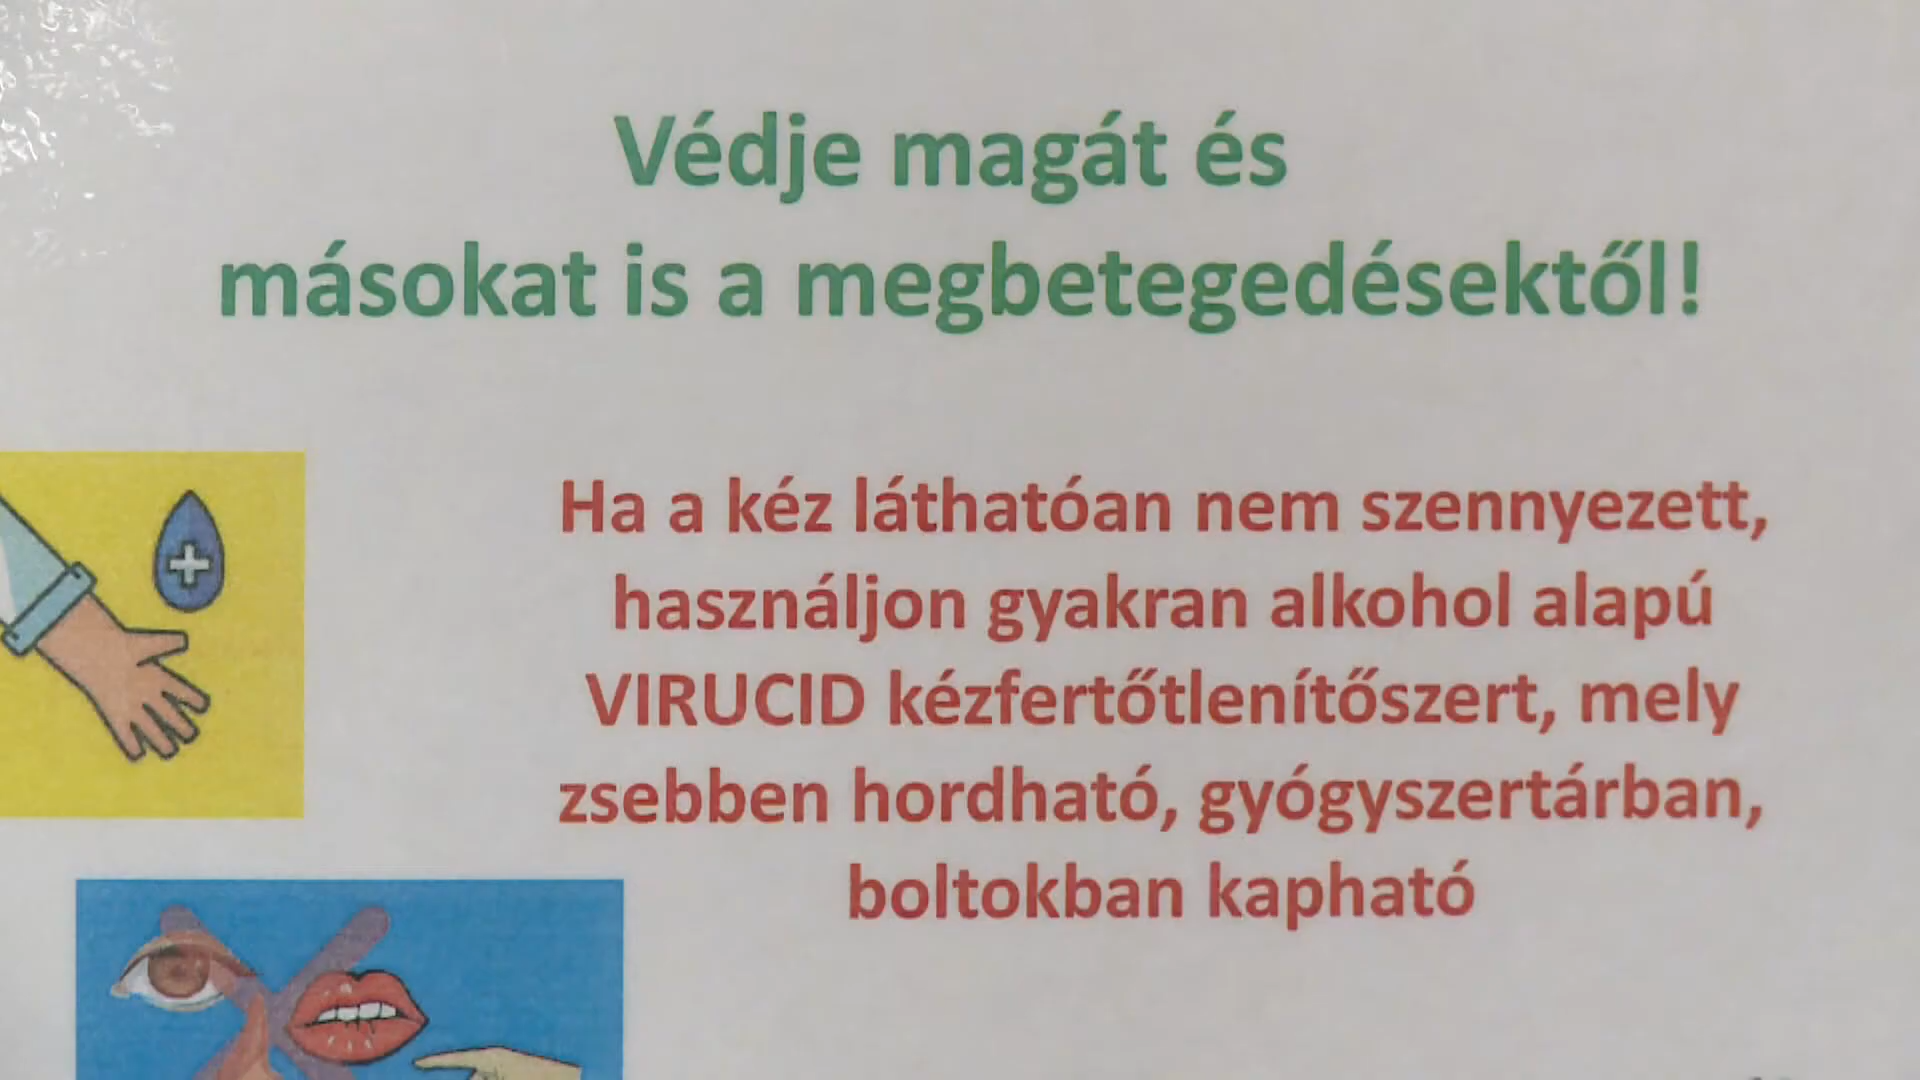 Védje magát és
másokat is a megbetegedésektől!
Ha a kéz láthatóan nem szennyezett,
használjon gyakran alkohol alapú
VIRUCID kézfertőtlenítőszert, mely
zsebben hordható, gyógyszertárban,
boltokban kapható